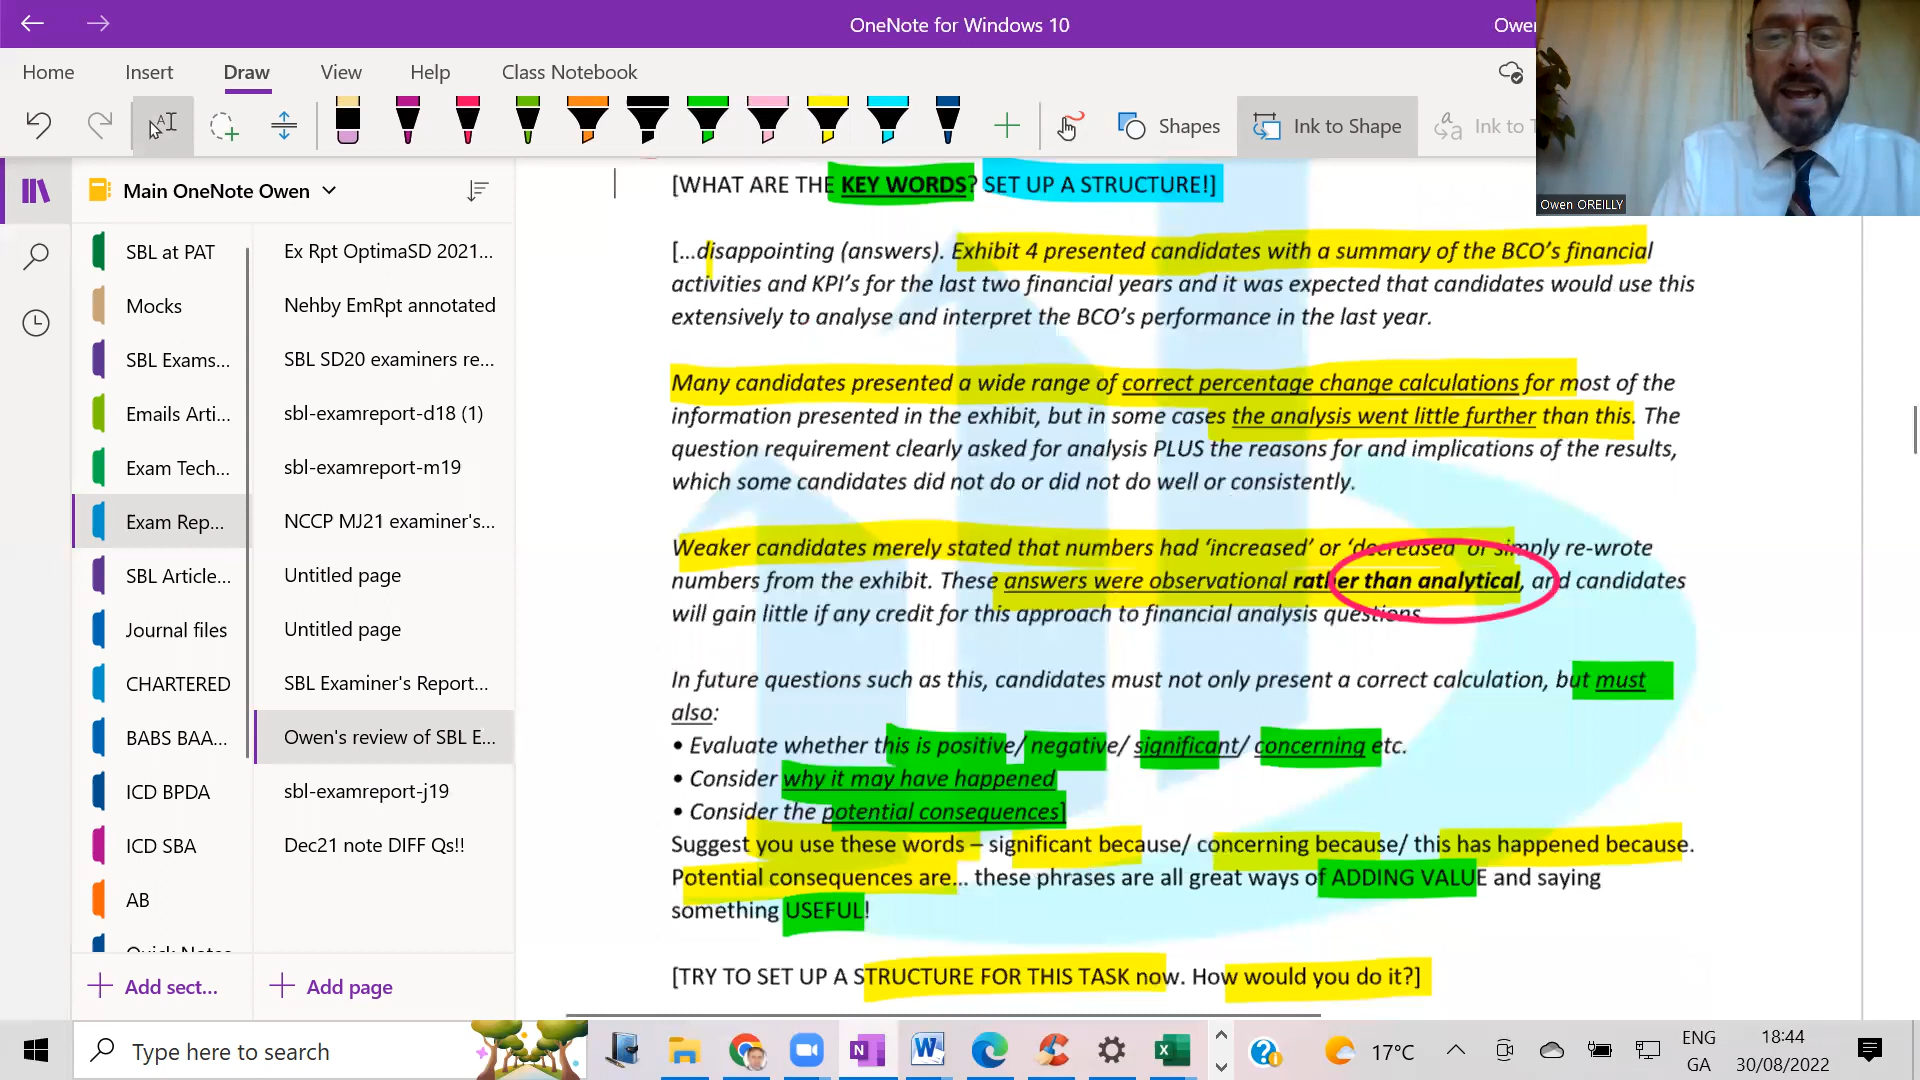 OneNote for Windows 10
Owen
Home Insert Draw View Help Class Notebook
Shapes Ink to Shape Ink to
Owen OREILLY
Main OneNote Owen
SBL at PAT
Mocks
SBL Exams...
Emails Arti...
Exam Tech...
Exam Rep...
SBL Article...
Journal files
CHARTERED
BABS BAA...
ICD BPDA
ICD SBA
AB
Quick Notes
Add sect...
Ex Rpt OptimaSD 2021...
Nehby EmRpt annotated
SBL SD20 examiners re...
sbl-examreport-d18 (1)
sbl-examreport-m19
NCCP MJ21 examiner's...
Untitled page
Untitled page
SBL Examiner's Report...
Owen's review of SBL E...
sbl-examreport-j19
Dec21 note DIFF Qs!!
Add page
[WHAT ARE THE KEY WORDS? SET UP A STRUCTURE!]
[...disappointing (answers). Exhibit 4 presented candidates with a summary of the BCO's financial
activities and KPI's for the last two financial years and it was expected that candidates would use this
extensively to analyse and interpret the BCO's performance in the last year.
Many candidates presented a wide range of correct percentage change calculations for most of the
information presented in the exhibit, but in some cases the analysis went little further than this. The
question requirement clearly asked for analysis PLUS the reasons for and implications of the results,
which some candidates did not do or did not do well or consistently.
Weaker candidates merely stated that numbers had 'increased' or 'decreased' or simply re-wrote
numbers from the exhibit. These answers were observational rather than analytical, and candidates
will gain little if any credit for this approach to financial analysis questions.
In future questions such as this, candidates must not only present a correct calculation, but must
also:
• Evaluate whether this is positive/ negative/ significant/ concerning etc.
• Consider why it may have happened
• Consider the potential consequences]
Suggest you use these words – significant because/ concerning because/ this has happened because.
Potential consequences are... these phrases are all great ways of ADDING VALUE and saying
something USEFUL!
[TRY TO SET UP A STRUCTURE FOR THIS TASK now. How would you do it?]
Type here to search
17°C
ENG
GA
18:44
30/08/2022